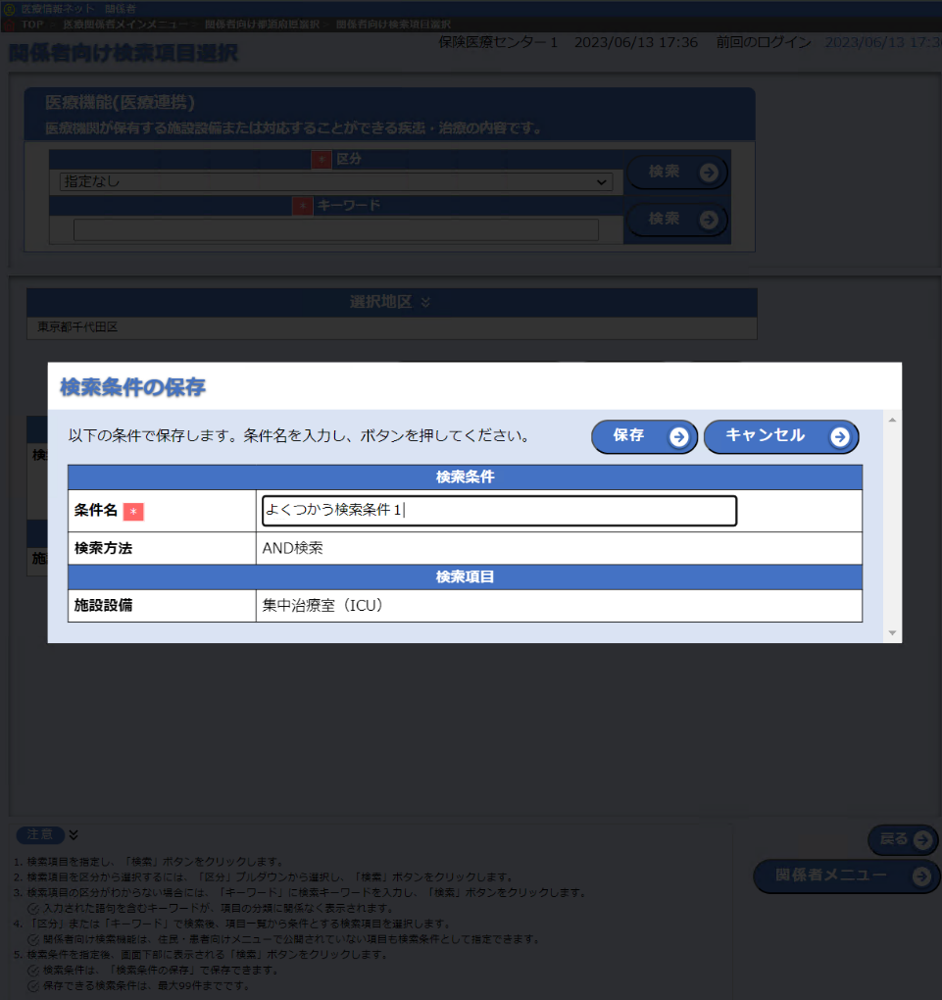 医療情報ネット 関係者
TOP > 医療関係者メインメニュー > 関係者向け都道府県選択 > 関係者向け検索項目選択
関係者向け検索項目選択
保険医療センター1 2023/06/13 17:36 前回のログイン 2023/06/13 17:3
医療機能(医療連携)
医療機関が保有する施設設備または対応することができる疾患・治療の内容です。
* 区分
指定なし
検索
* キーワード
検索
選択地区
東京都千代田区
検索条件の保存
以下の条件で保存します。条件名を入力し、ボタンを押してください。
保存
キャンセル
検索条件
条件名 * よくつかう検索条件1
検索方法 AND検索
検索項目
施設設備 集中治療室(ICU)
検
施
注意
戻る
関係者メニュー
1. 検索項目を指定し、「検索」ボタンをクリックします。
2. 検索項目を区分から選択するには、「区分」プルダウンから選択し、「検索」ボタンをクリックします。
3. 検索項目の区分がわからない場合には、「キーワード」に検索キーワードを入力し、「検索」ボタンをクリックします。
入力された語句を含むキーワードが、項目の分類に関係なく表示されます。
4. 「区分」または「キーワード」で検索後、項目一覧から条件とする検索項目を選択します。
関係者向け検索機能は、住民・患者向けメニューで公開されていない項目も検索条件として指定できます。
5. 検索条件を指定後、画面下部に表示される「検索」ボタンをクリックします。
検索条件は、「検索条件の保存」で保存できます。
保存できる検索条件は、最大99件までです。